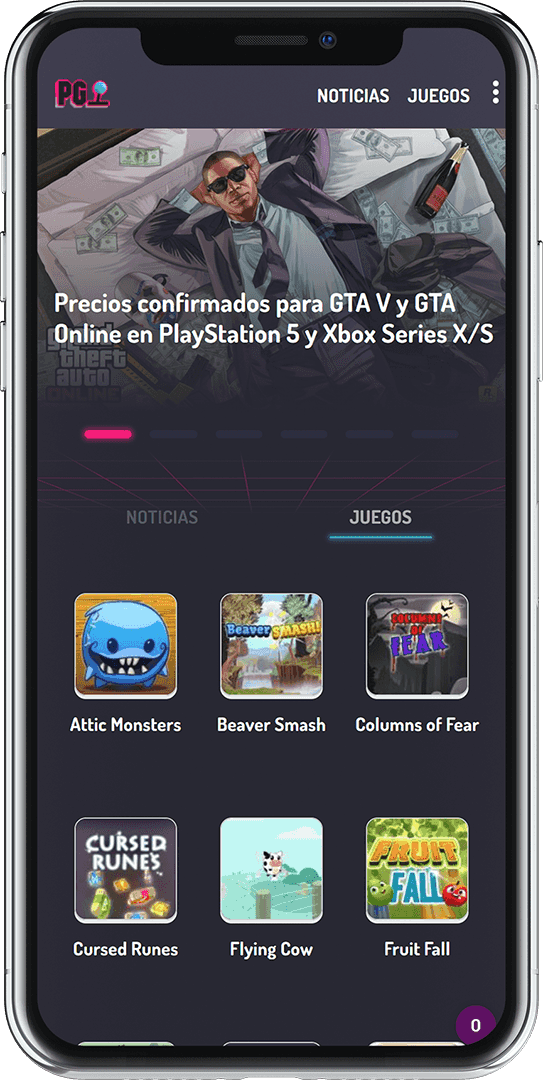 PG
NOTICIAS JUEGOS
Precios confirmados para GTA V y GTA
Online en PlayStation 5 y Xbox Series X/S
grand
theft
auto
ONLINE
R
NOTICIAS JUEGOS
Beaver SMASH!
COLUMNS
OF
FEAR
Attic Monsters Beaver Smash Columns of Fear
CURSED
RUNES
FRUIT
FALL
Cursed Runes Flying Cow Fruit Fall
0